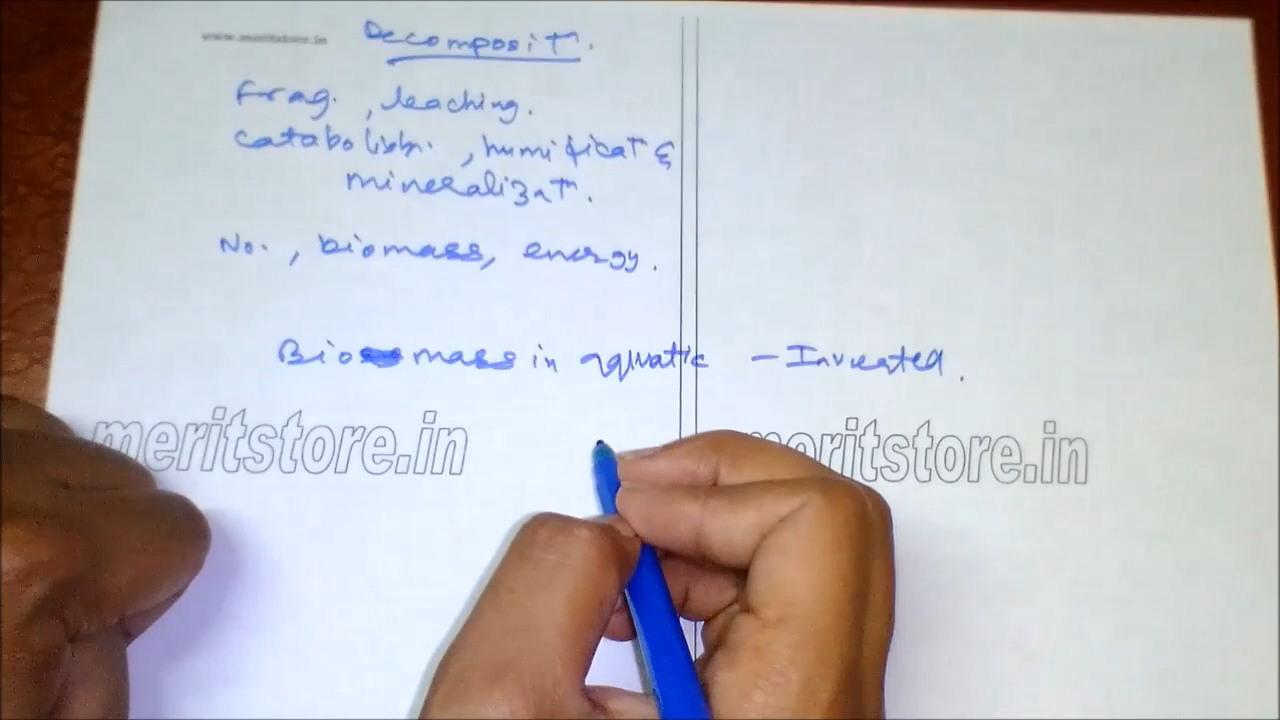 www.meritstore.in
Decomposit.
Frag. , leaching.
catabolism. , humificat &
mineralizat.
No. , biomass, energy.
Biomass in aquatic - Inverted.
meritstore.in meritstore.in